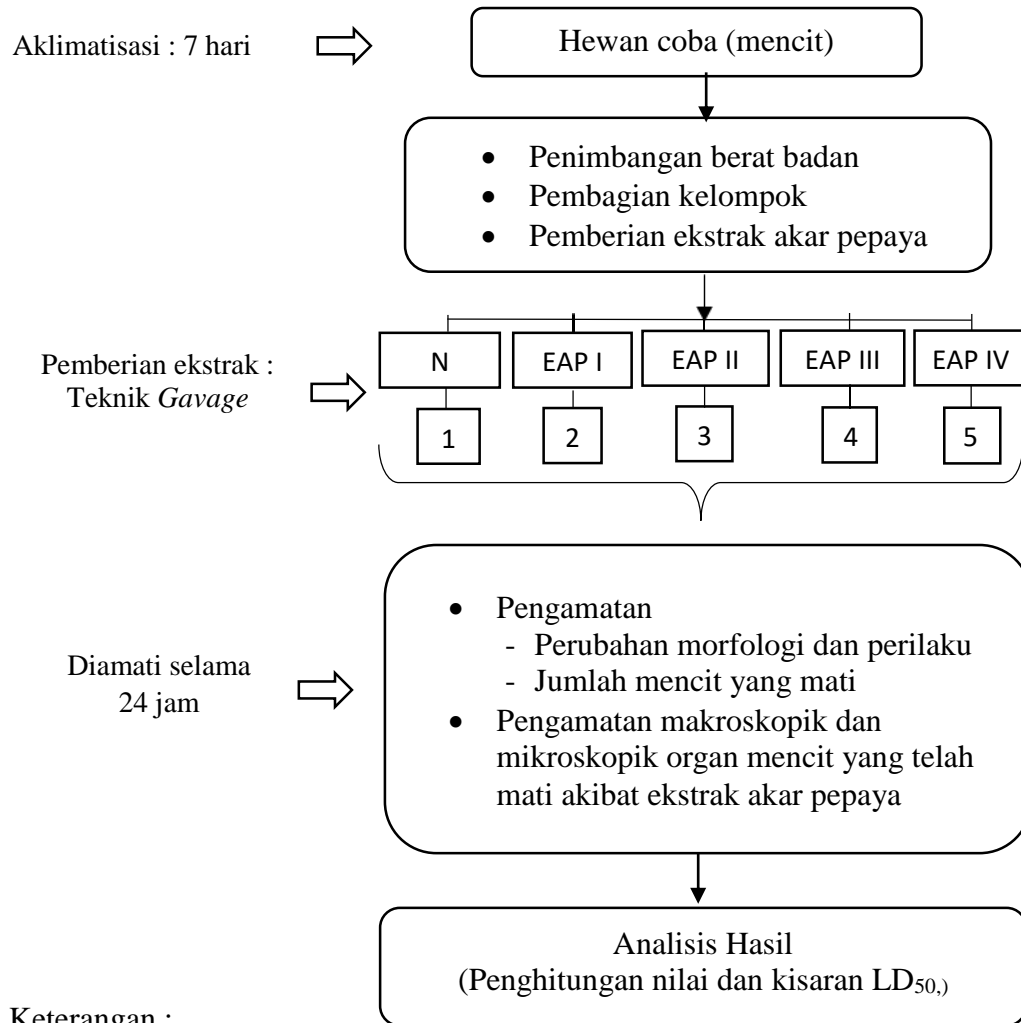 Aklimatisasi : 7 hari
Hewan coba (mencit)
• Penimbangan berat badan
• Pembagian kelompok
• Pemberian ekstrak akar pepaya
Pemberian ekstrak :
Teknik Gavage
N EAP I EAP II EAP III EAP IV
1 2 3 4 5
Diamati selama
24 jam
• Pengamatan
- Perubahan morfologi dan perilaku
- Jumlah mencit yang mati
• Pengamatan makroskopik dan
mikroskopik organ mencit yang telah
mati akibat ekstrak akar pepaya
Analisis Hasil
(Penghitungan nilai dan kisaran LD50,)
Keterangan :